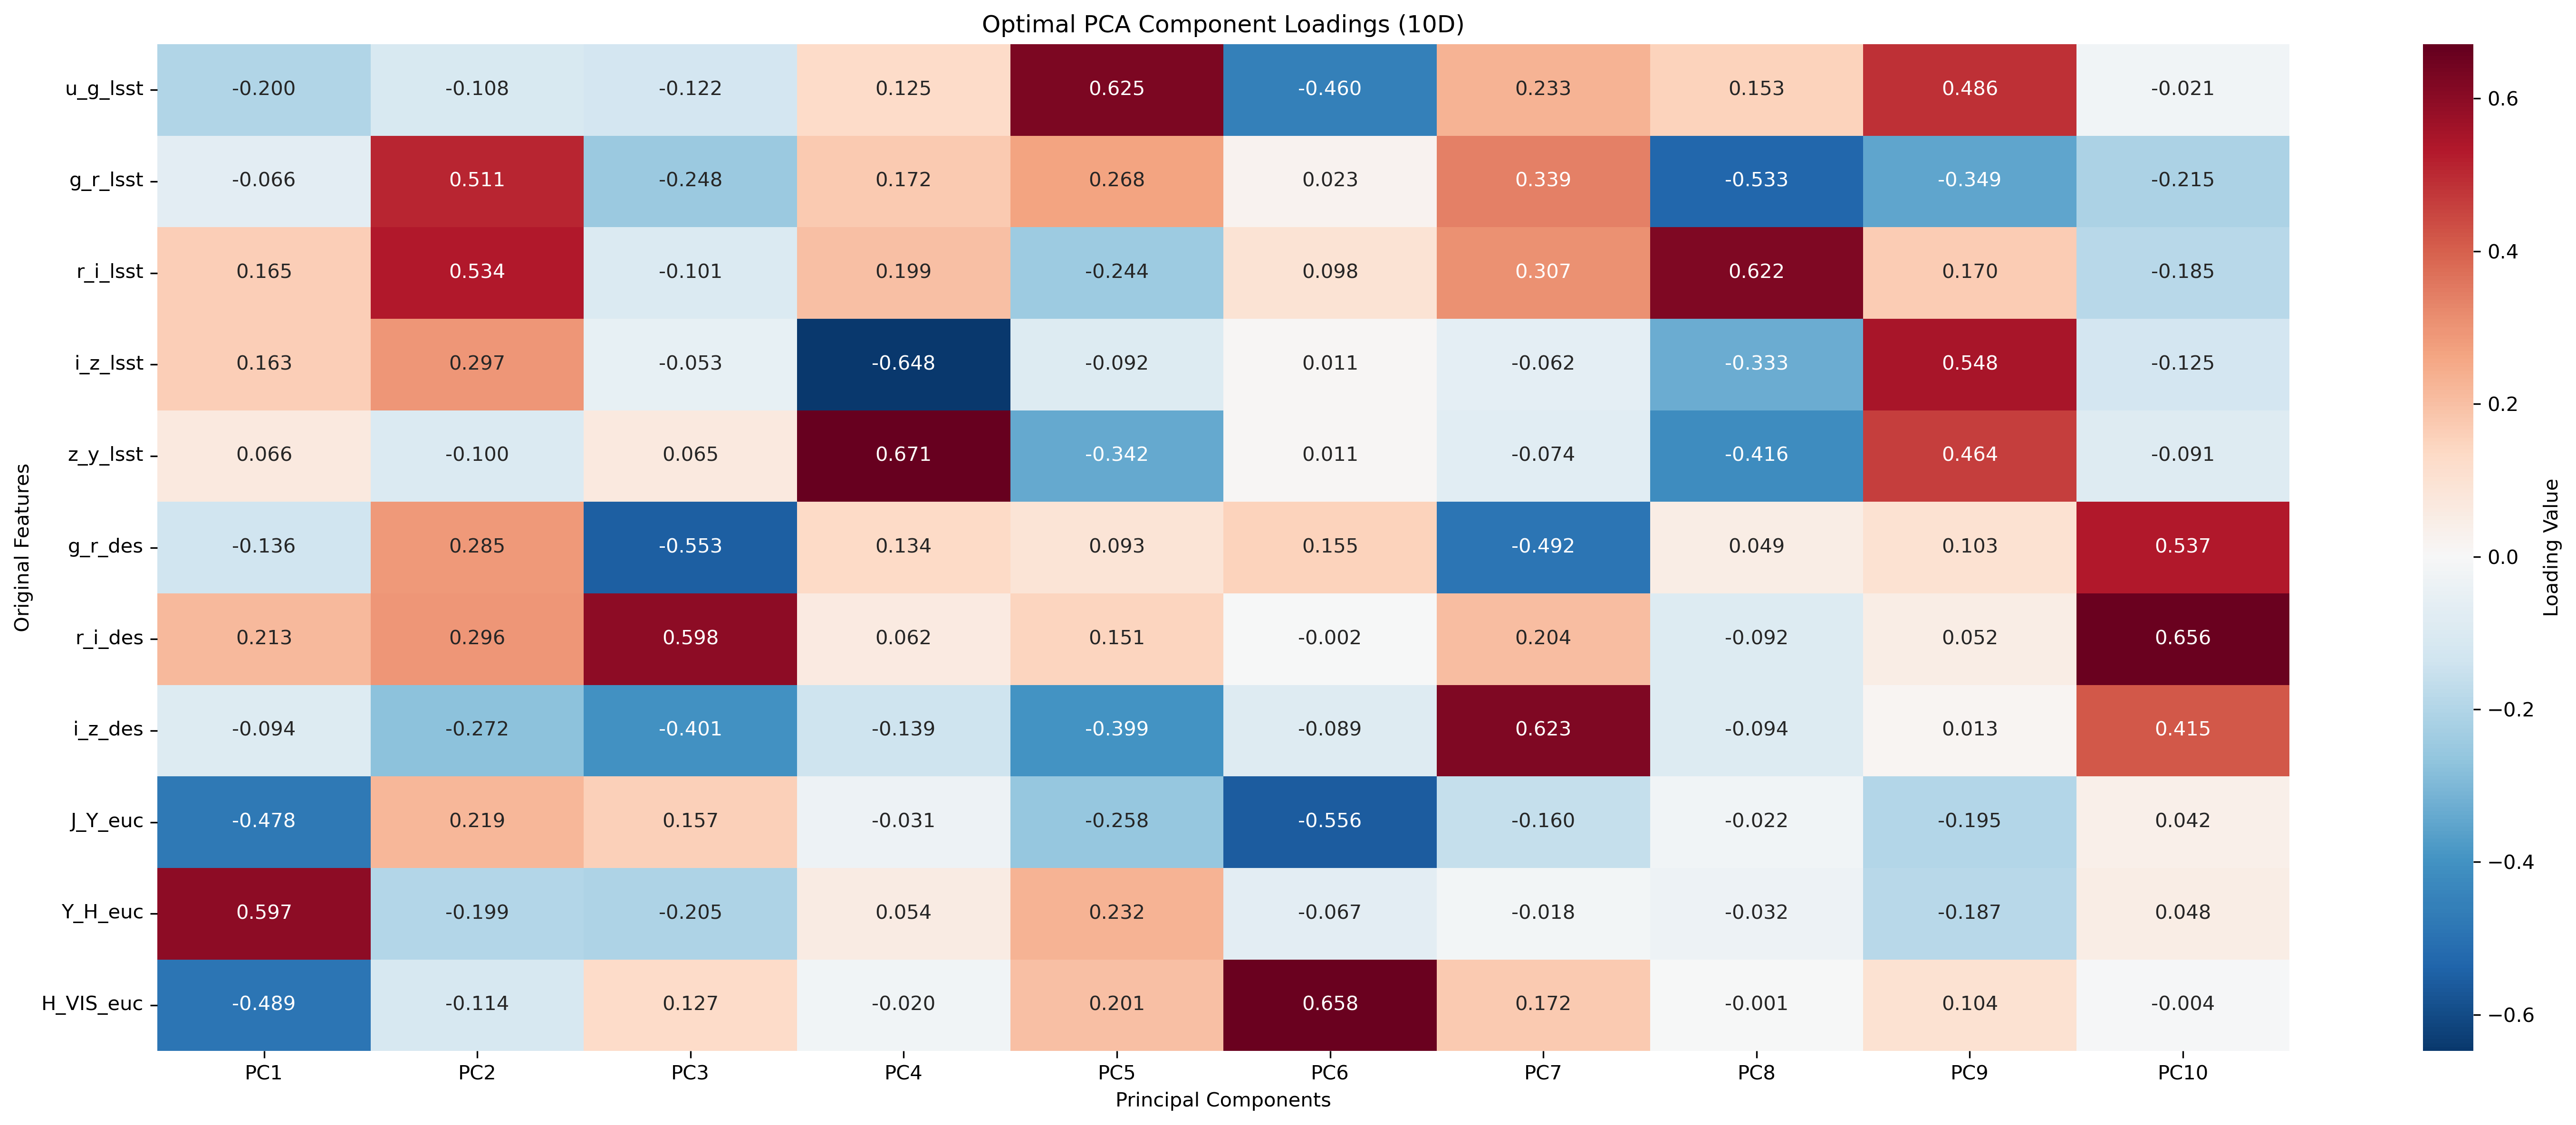 Optimal PCA Component Loadings (10D)
u_g_lsst -0.200 -0.108 -0.122 0.125 0.625 -0.460 0.233 0.153 0.486 -0.021
g_r_lsst -0.066 0.511 -0.248 0.172 0.268 0.023 0.339 -0.533 -0.349 -0.215
r_i_lsst 0.165 0.534 -0.101 0.199 -0.244 0.098 0.307 0.622 0.170 -0.185
i_z_lsst 0.163 0.297 -0.053 -0.648 -0.092 0.011 -0.062 -0.333 0.548 -0.125
z_y_lsst 0.066 -0.100 0.065 0.671 -0.342 0.011 -0.074 -0.416 0.464 -0.091
g_r_des -0.136 0.285 -0.553 0.134 0.093 0.155 -0.492 0.049 0.103 0.537
r_i_des 0.213 0.296 0.598 0.062 0.151 -0.002 0.204 -0.092 0.052 0.656
i_z_des -0.094 -0.272 -0.401 -0.139 -0.399 -0.089 0.623 -0.094 0.013 0.415
J_Y_euc -0.478 0.219 0.157 -0.031 -0.258 -0.556 -0.160 -0.022 -0.195 0.042
Y_H_euc 0.597 -0.199 -0.205 0.054 0.232 -0.067 -0.018 -0.032 -0.187 0.048
H_VIS_euc -0.489 -0.114 0.127 -0.020 0.201 0.658 0.172 -0.001 0.104 -0.004
PC1 PC2 PC3 PC4 PC5 PC6 PC7 PC8 PC9 PC10
Principal Components
Original Features
0.6
0.4
0.2
0.0
−0.2
−0.4
−0.6
Loading Value